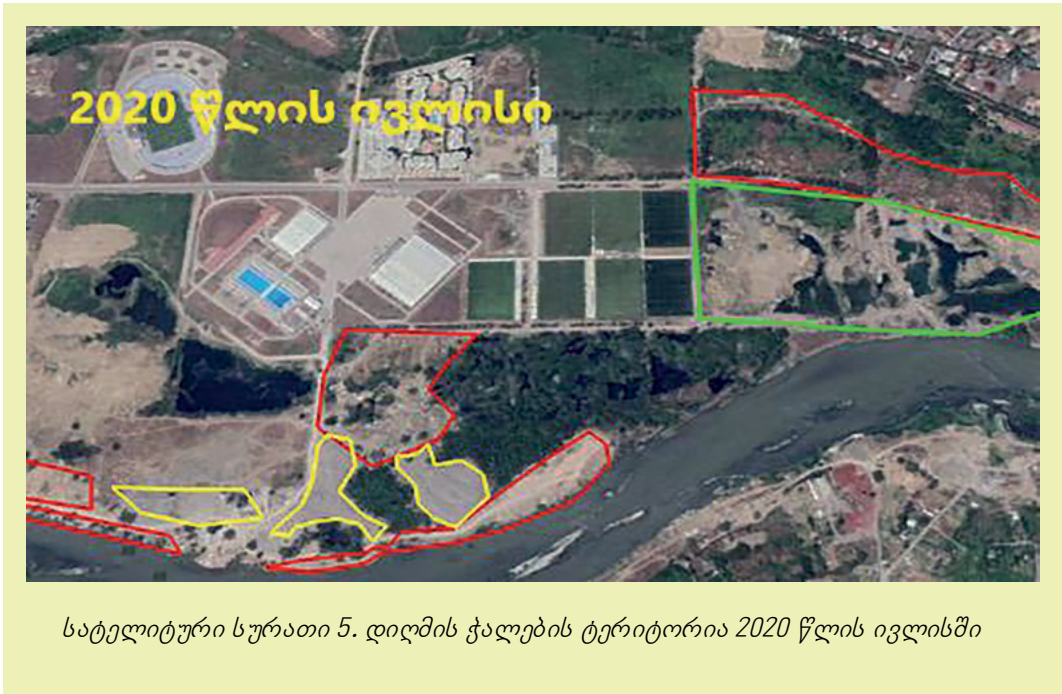 2020 წლის ივლისი
სატელიტური სურათი 5. დიღმის ჭალების ტერიტორია 2020 წლის ივლისში